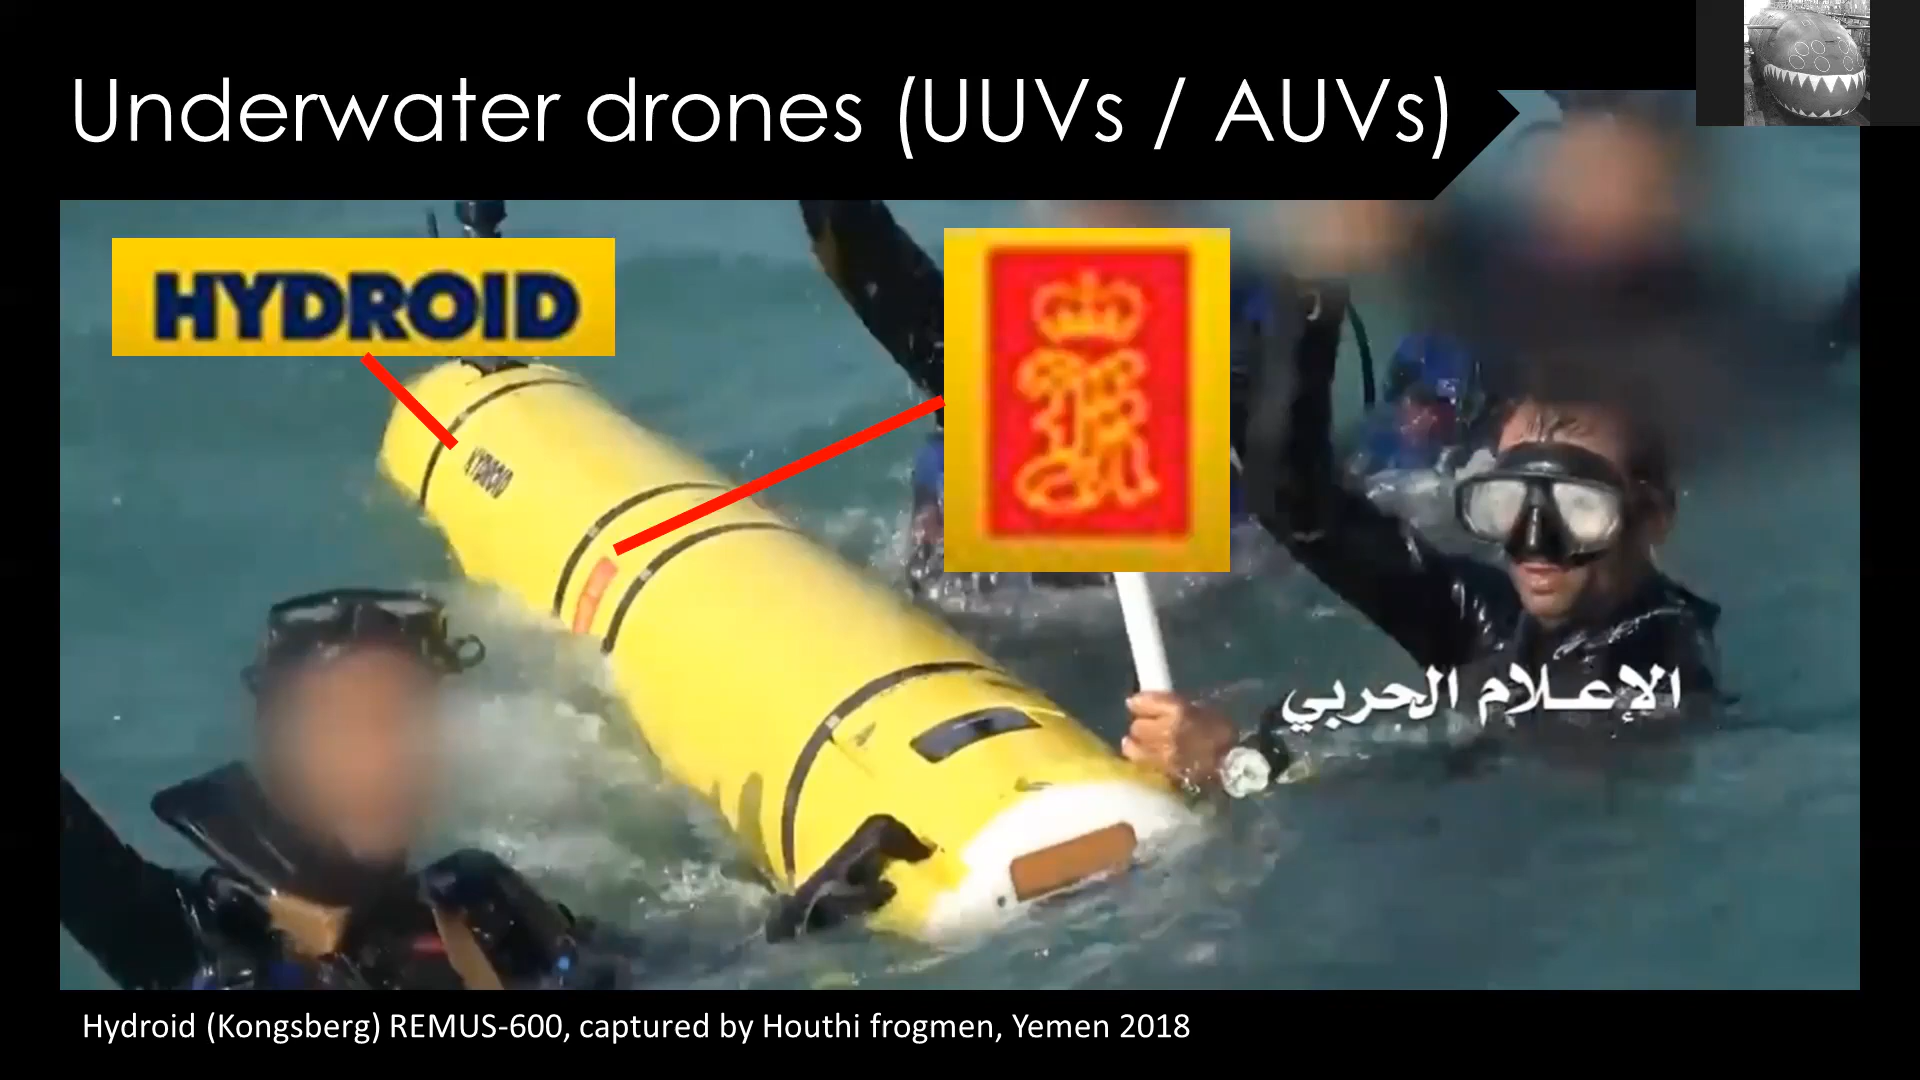 Underwater drones (UUVs / AUVs)
HYDROID
HYDROID
الإعلام الحربي
Hydroid (Kongsberg) REMUS-600, captured by Houthi frogmen, Yemen 2018